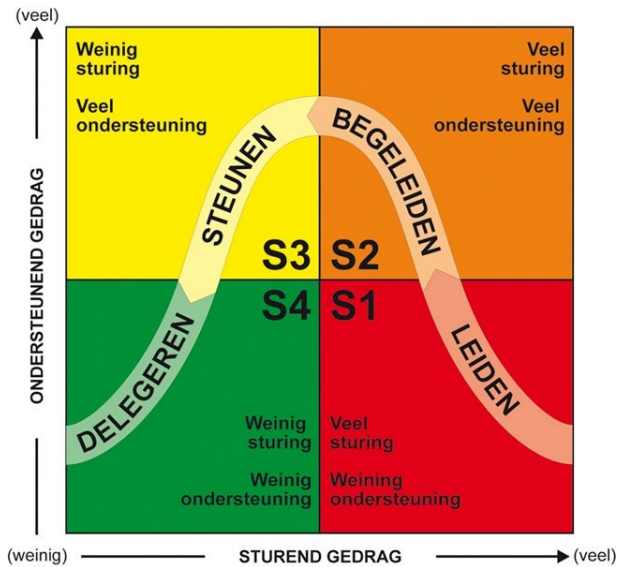 (veel)
Weinig
sturing
Veel
ondersteuning
Veel
sturing
Veel
ondersteuning
STEUNEN
BEGELEIDEN
ONDERSTEUNEND GEDRAG
S3
S2
S4
S1
DELEGEREN
LEIDEN
Weinig
sturing
Weinig
ondersteuning
Veel
sturing
Weining
ondersteuning
(weinig)
STUREND GEDRAG
(veel)